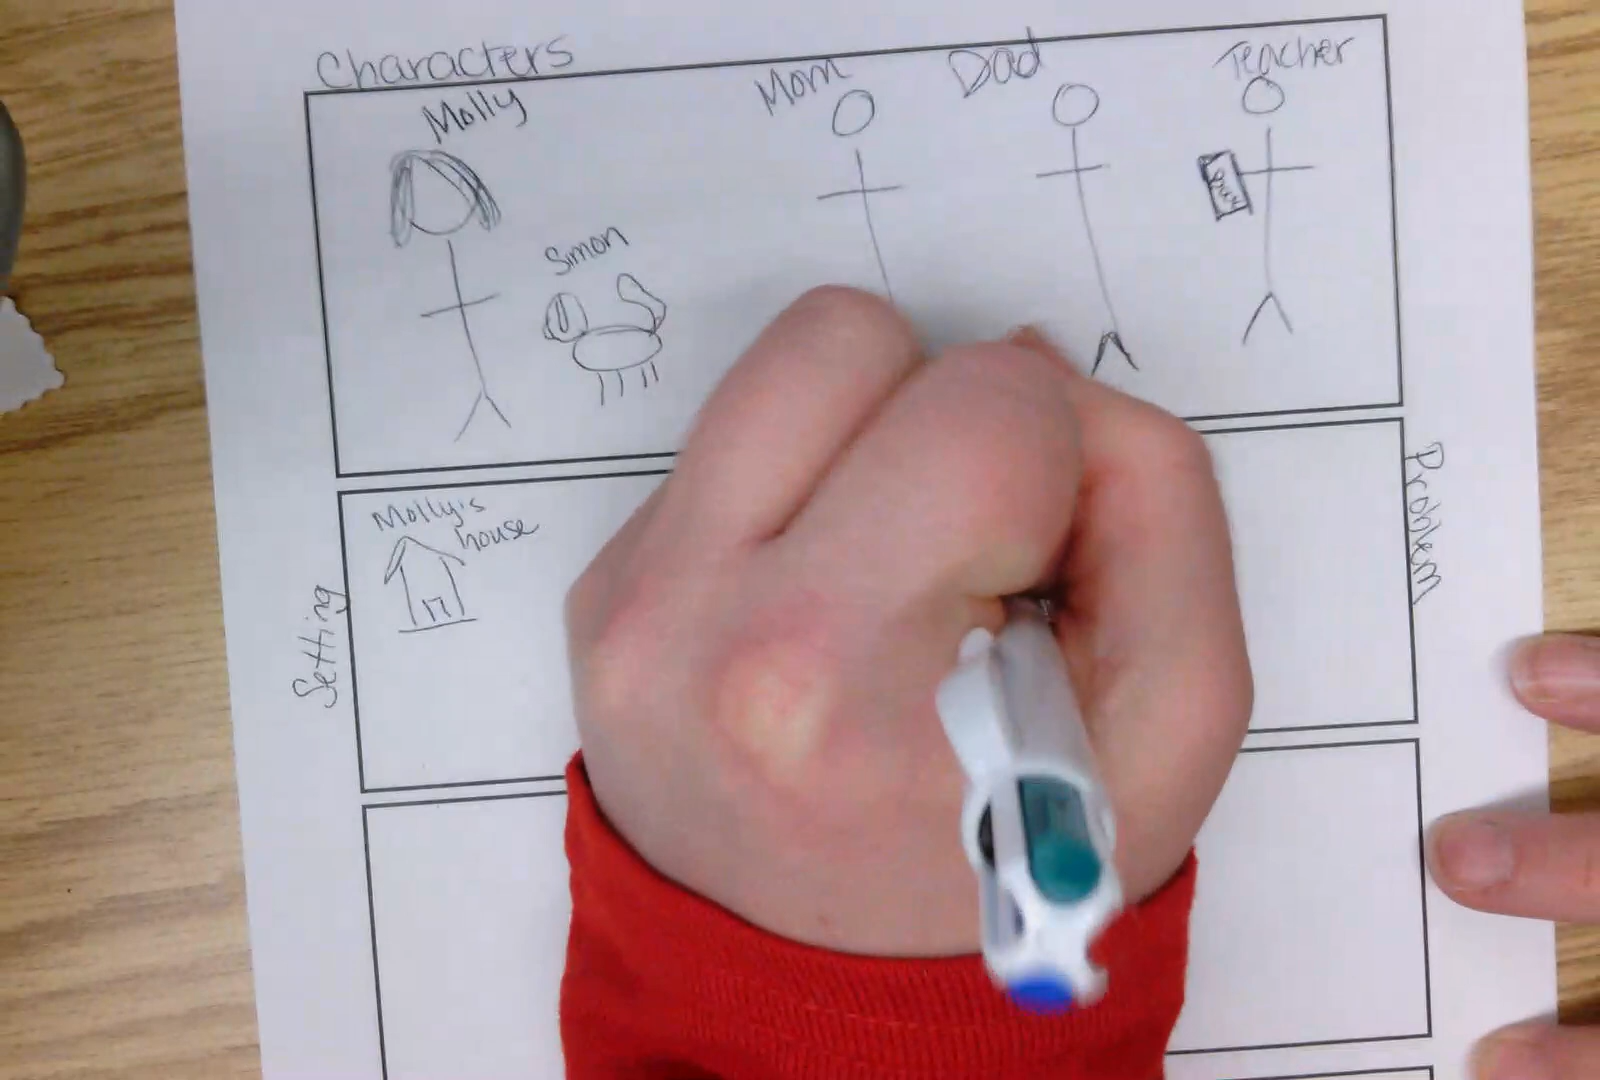 Characters
Molly
Mom
Dad
Teacher
Simon
Molly's
house
Setting
Problem